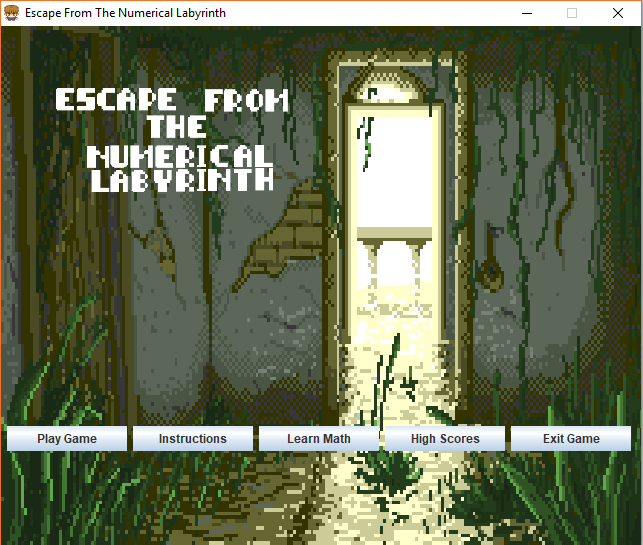 Escape From The Numerical Labyrinth
ESCAPE FROM
THE
NUMERICAL
LABYRINTH
Play Game
Instructions
Learn Math
High Scores
Exit Game